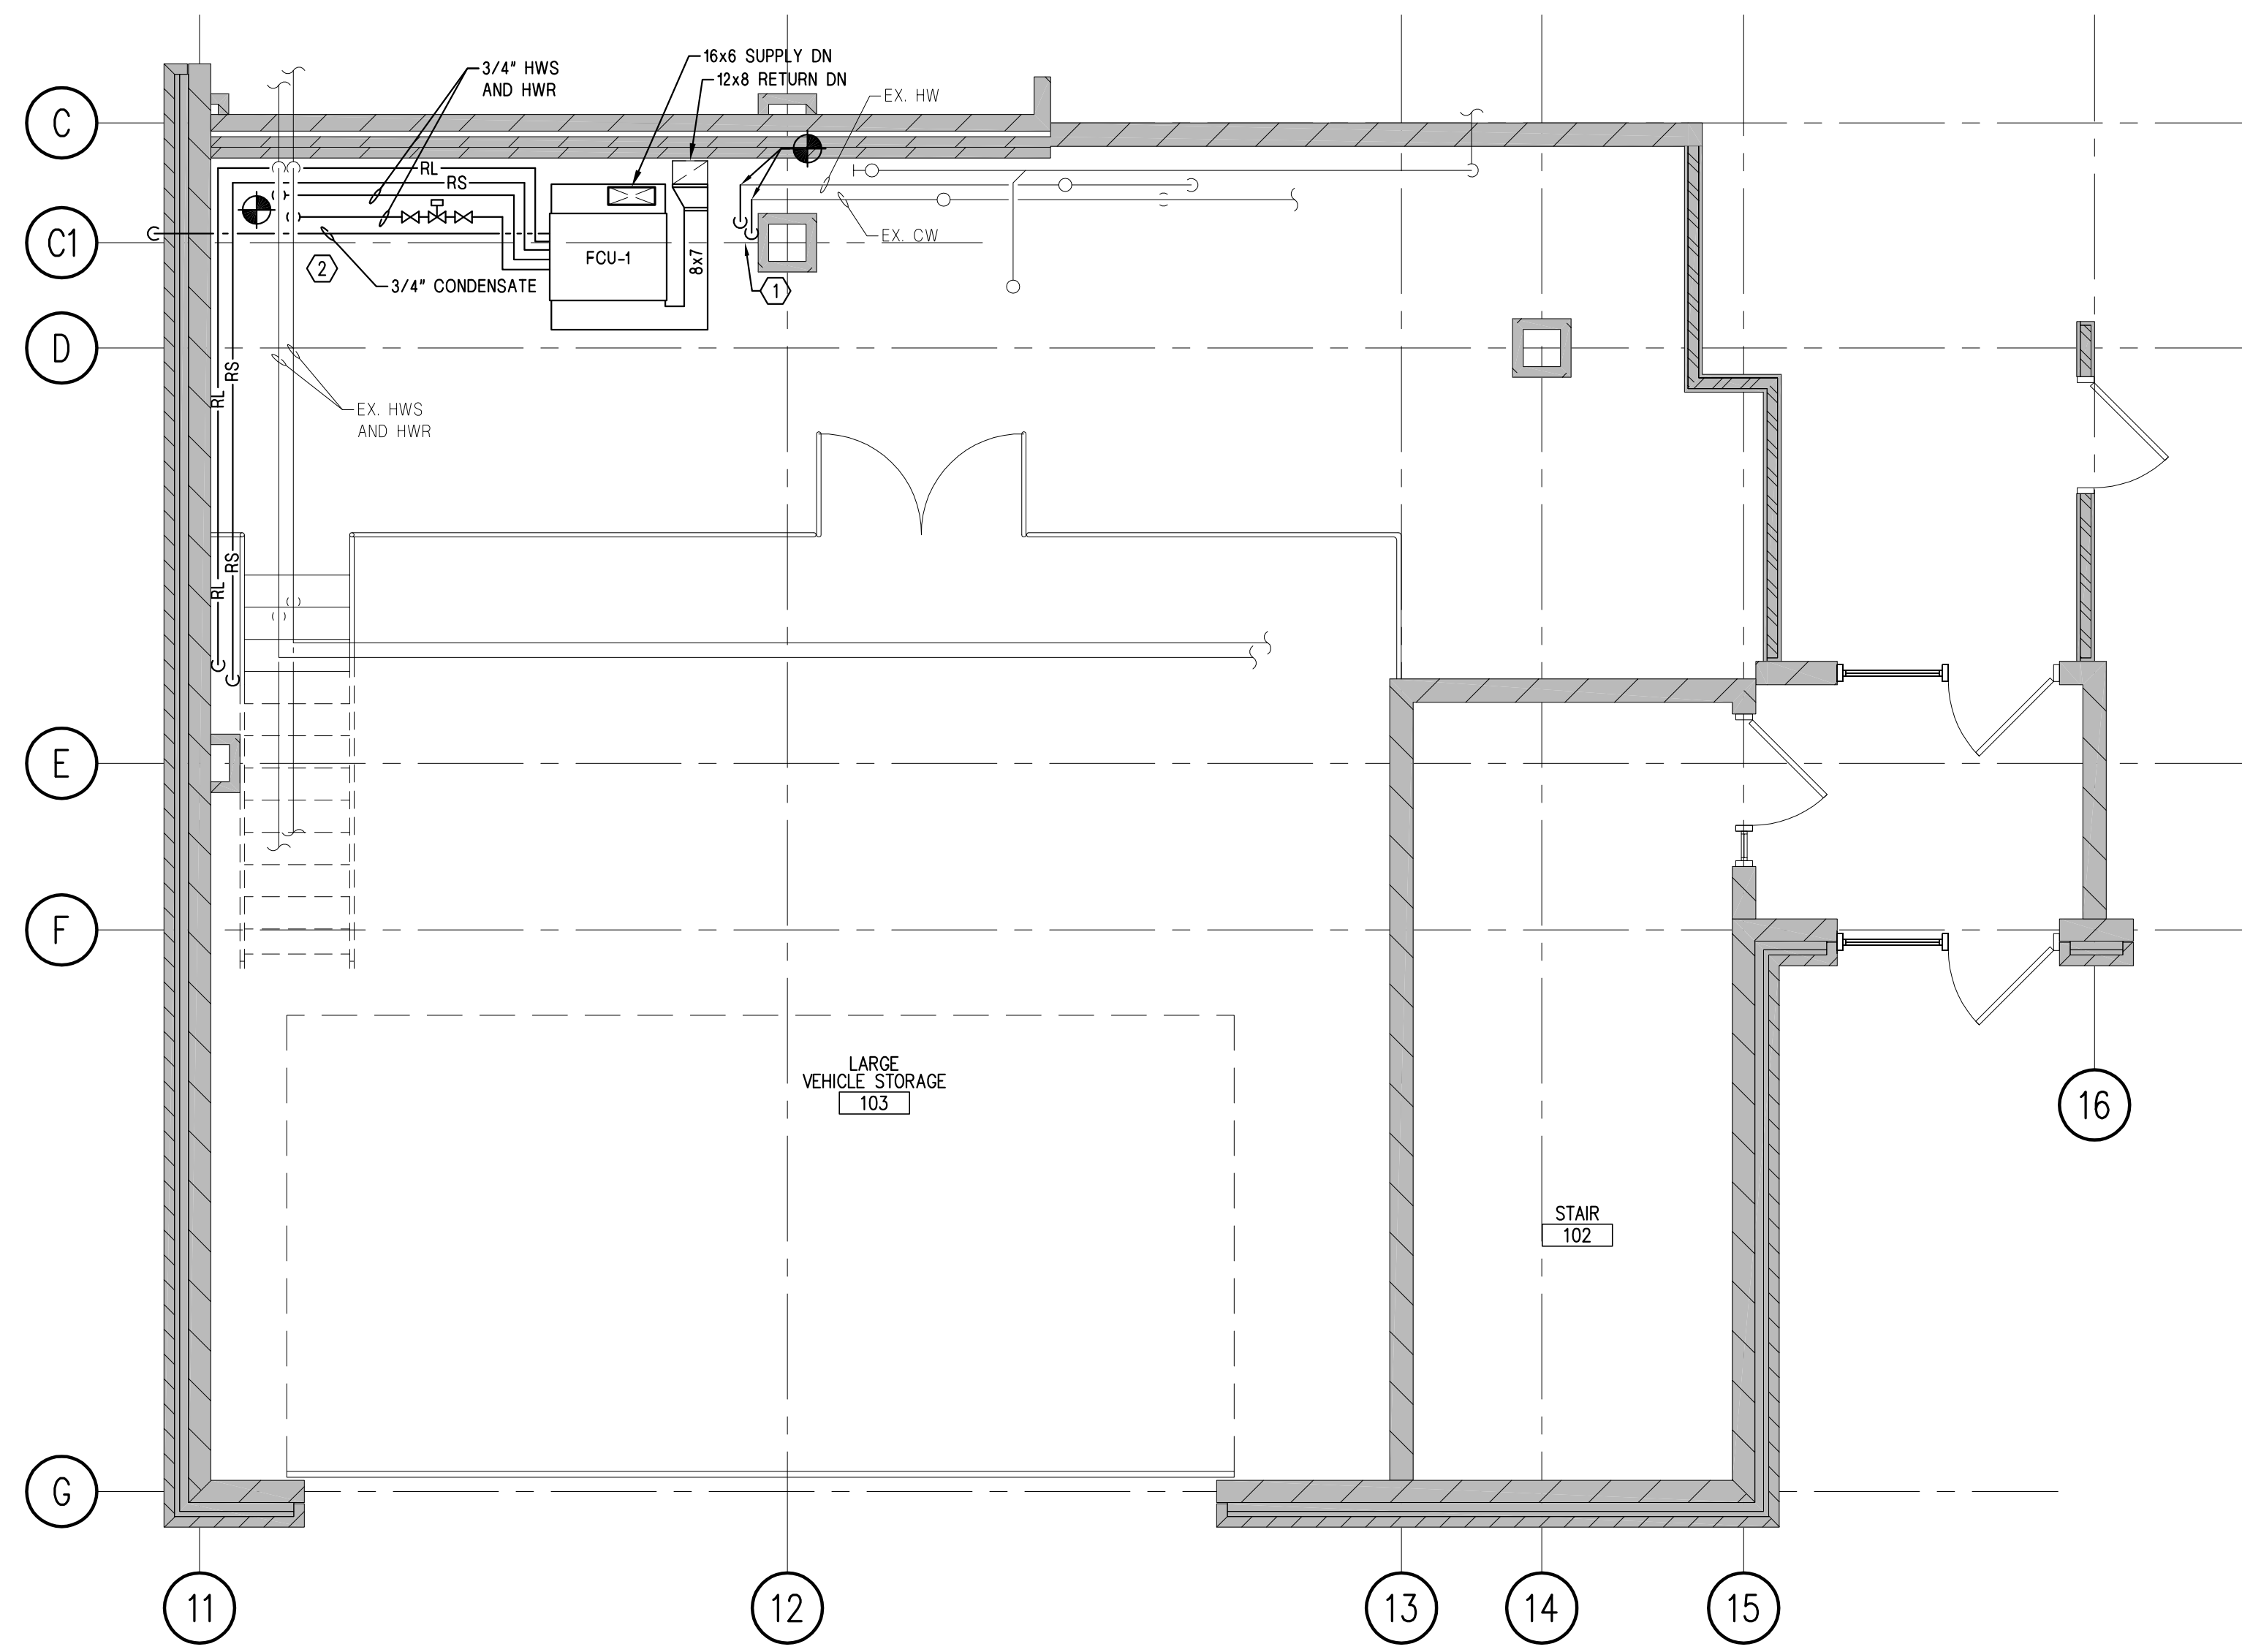 16x6 SUPPLY DN
12x8 RETURN DN
3/4" HWS
AND HWR
EX. HW
C
RL
RS
C1
EX. CW
FCU-1
8x7
2
3/4" CONDENSATE
1
D
RS
RL
EX. HWS
AND HWR
RS
RL
E
F
LARGE
VEHICLE STORAGE
103
16
STAIR
102
G
11
12
13
14
15